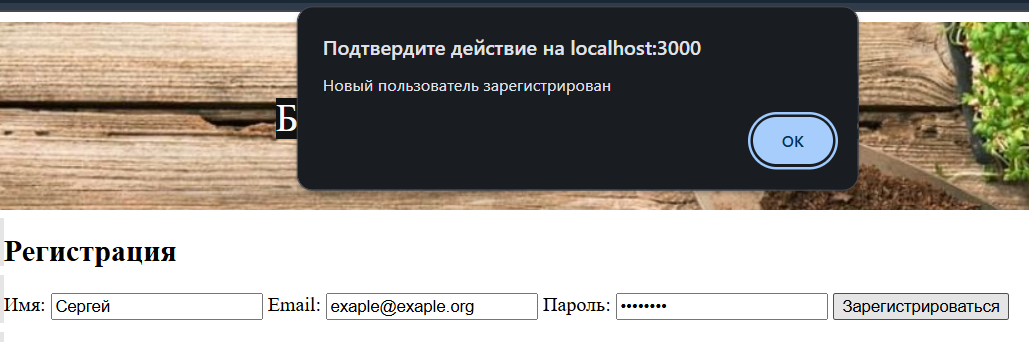 Подтвердите действие на localhost:3000
Новый пользователь зарегистрирован
OK
Б
Регистрация
Имя: Сергей Email: exaple@exaple.org Пароль: •••••••• Зарегистрироваться